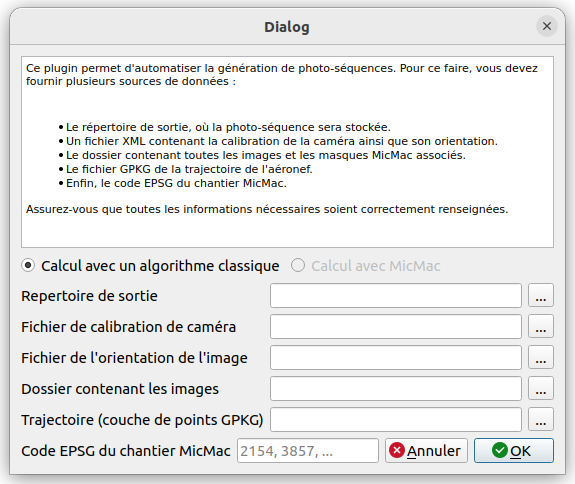 Dialog
Ce plugin permet d'automatiser la génération de photo-séquences. Pour ce faire, vous devez
fournir plusieurs sources de données :
•Le répertoire de sortie, où la photo-séquence sera stockée.
•Un fichier XML contenant la calibration de la caméra ainsi que son orientation.
•Le dossier contenant toutes les images et les masques MicMac associés.
•Le fichier GPKG de la trajectoire de l'aéronef.
•Enfin, le code EPSG du chantier MicMac.
Assurez-vous que toutes les informations nécessaires soient correctement renseignées.
Calcul avec un algorithme classique Calcul avec MicMac
Repertoire de sortie ...
Fichier de calibration de caméra ...
Fichier de l'orientation de l'image ...
Dossier contenant les images ...
Trajectoire (couche de points GPKG) ...
Code EPSG du chantier MicMac 2154, 3857, ... Annuler OK